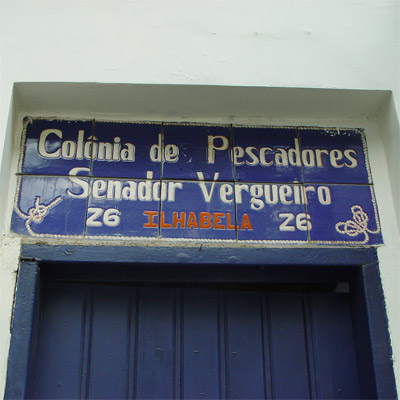 Colônia de Pescadores
Senador Vergueiro
Z6 ILHABELA Z6